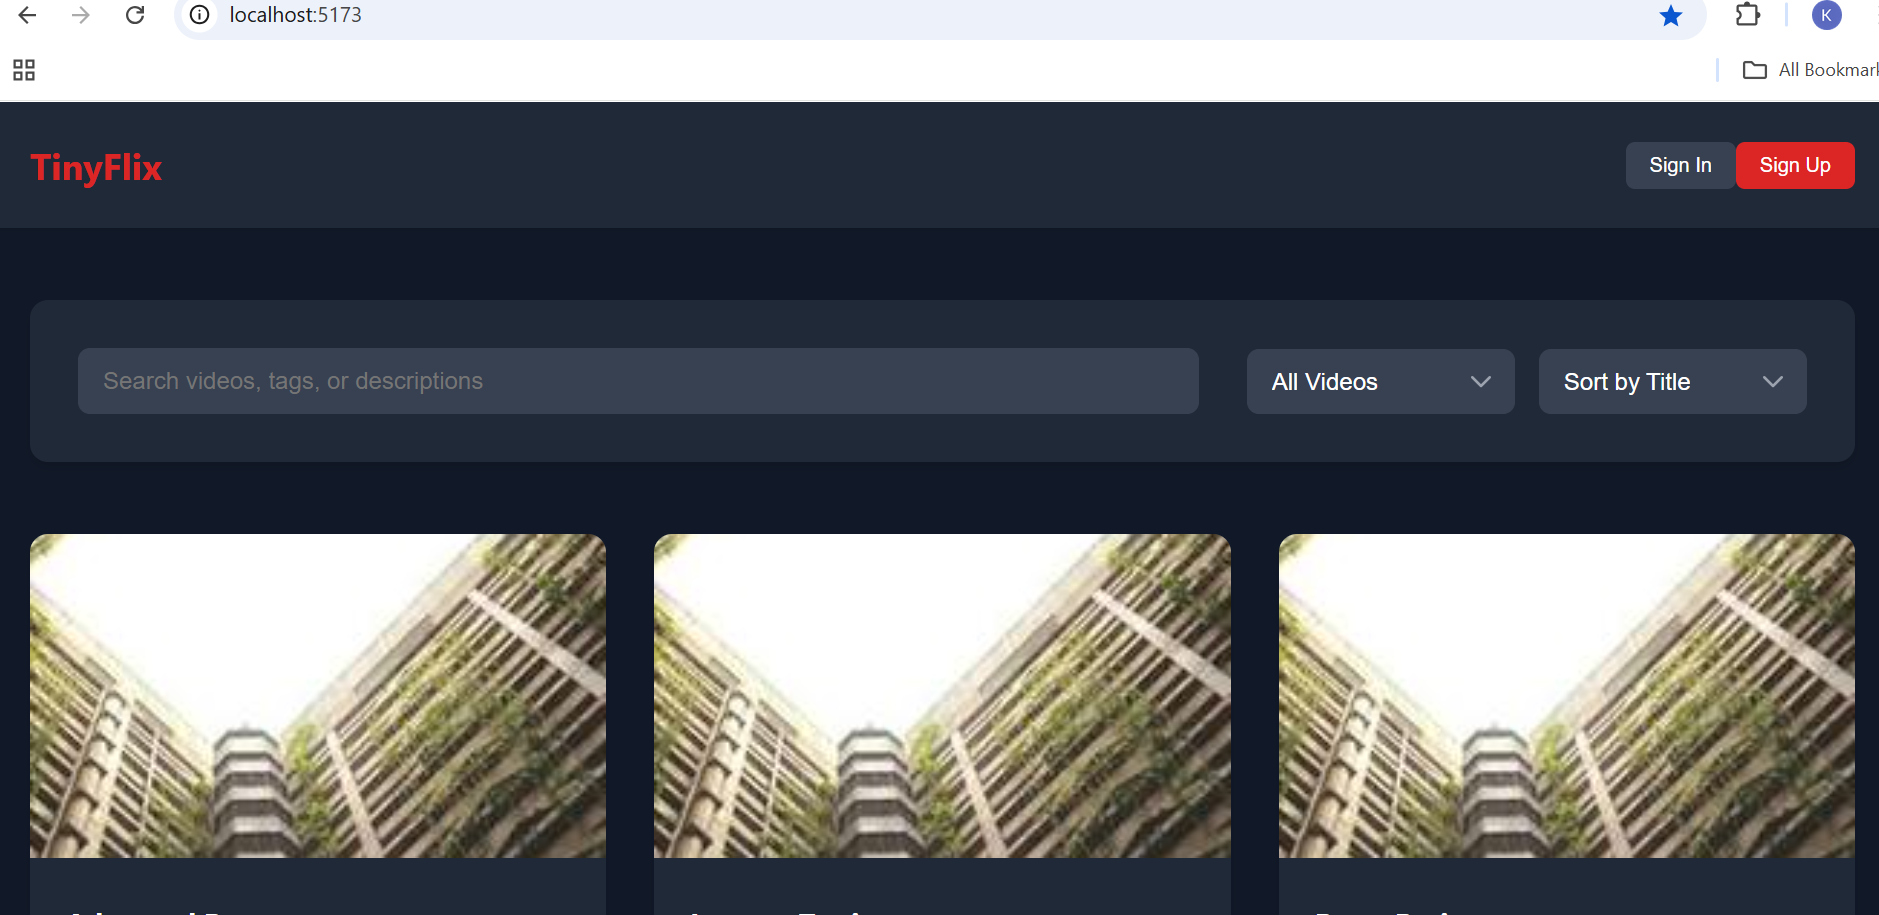 localhost:5173
K
All Bookmar
TinyFlix
Sign In
Sign Up
Search videos, tags, or descriptions
All Videos
Sort by Title